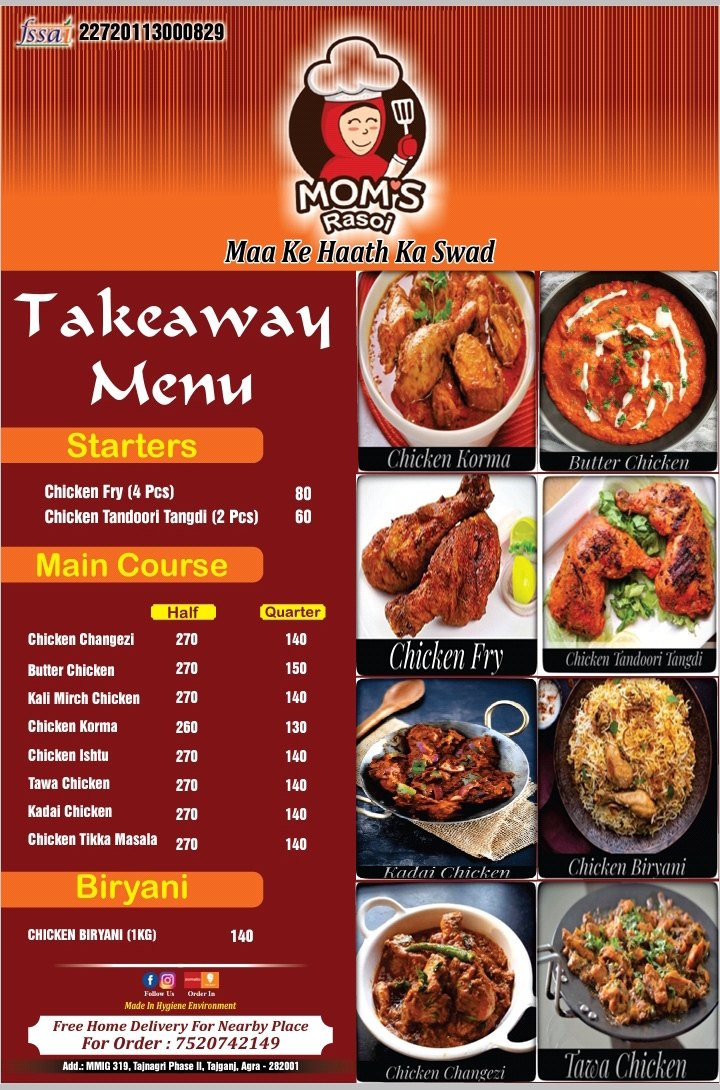 fssai 22720113000829
MOM'S
Rasoi
Maa Ke Haath Ka Swad
Takeaway
Menu
Starters
Chicken Fry (4 Pcs) 80
Chicken Tandoori Tangdi (2 Pcs) 60
Main Course
Half Quarter
Chicken Changezi 270 140
Butter Chicken 270 150
Kali Mirch Chicken 270 140
Chicken Korma 260 130
Chicken Ishtu 270 140
Tawa Chicken 270 140
Kadai Chicken 270 140
Chicken Tikka Masala 270 140
Biryani
CHICKEN BIRYANI (1KG) 140
Follow Us Order In
Made In Hygiene Environment
Free Home Delivery For Nearby Place
For Order : 7520742149
Add.: MMIG 319, Tajnagri Phase II, Tajganj, Agra - 282001
Chicken Korma
Butter Chicken
Chicken Fry
Chicken Tandoori Tangdi
Kadai Chicken
Chicken Biryani
Chicken Changezi
Tawa Chicken